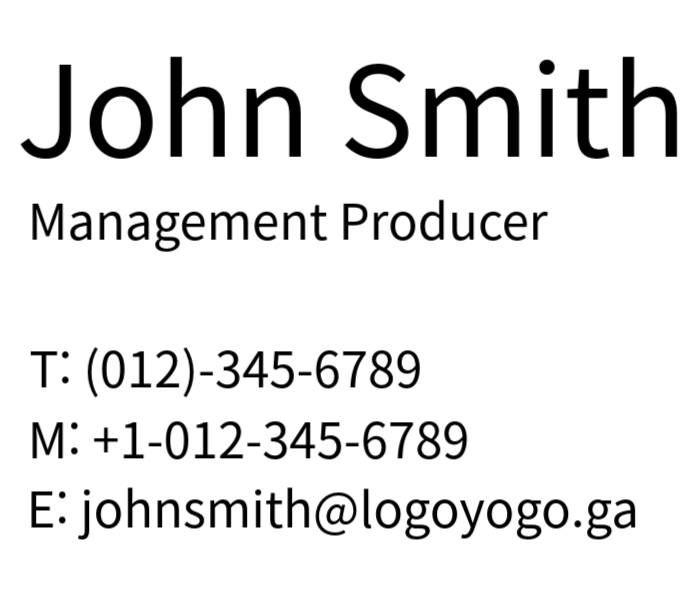 John Smith
Management Producer
T: (012)-345-6789
M: +1-012-345-6789
E: johnsmith@logoyogo.ga